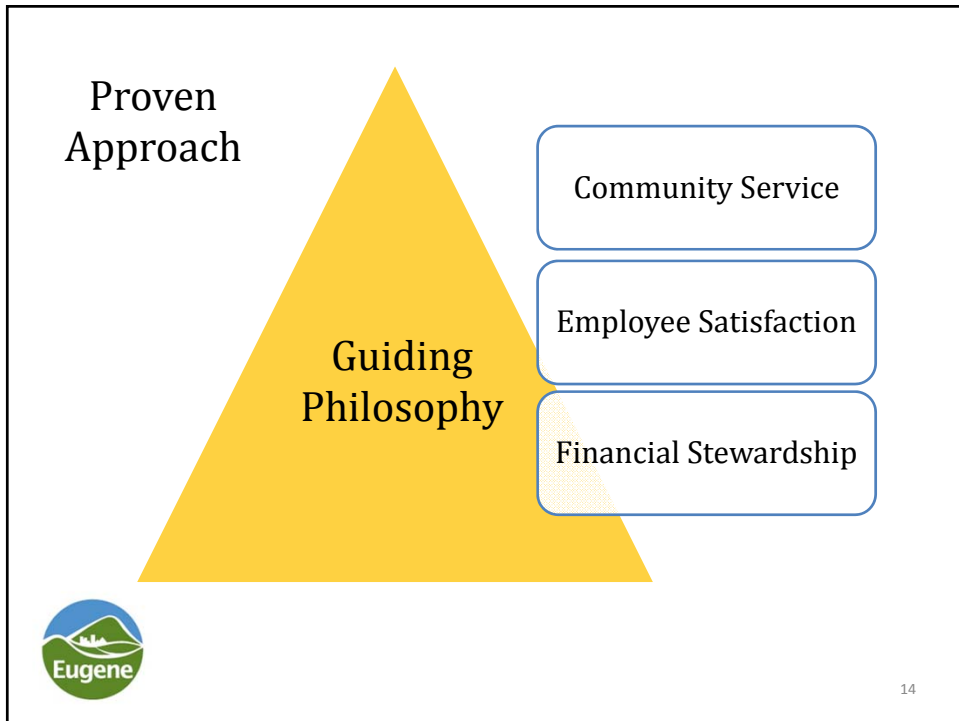 Proven
Approach
Community Service
Employee Satisfaction
Guiding
Philosophy
Financial Stewardship
Eugene
14